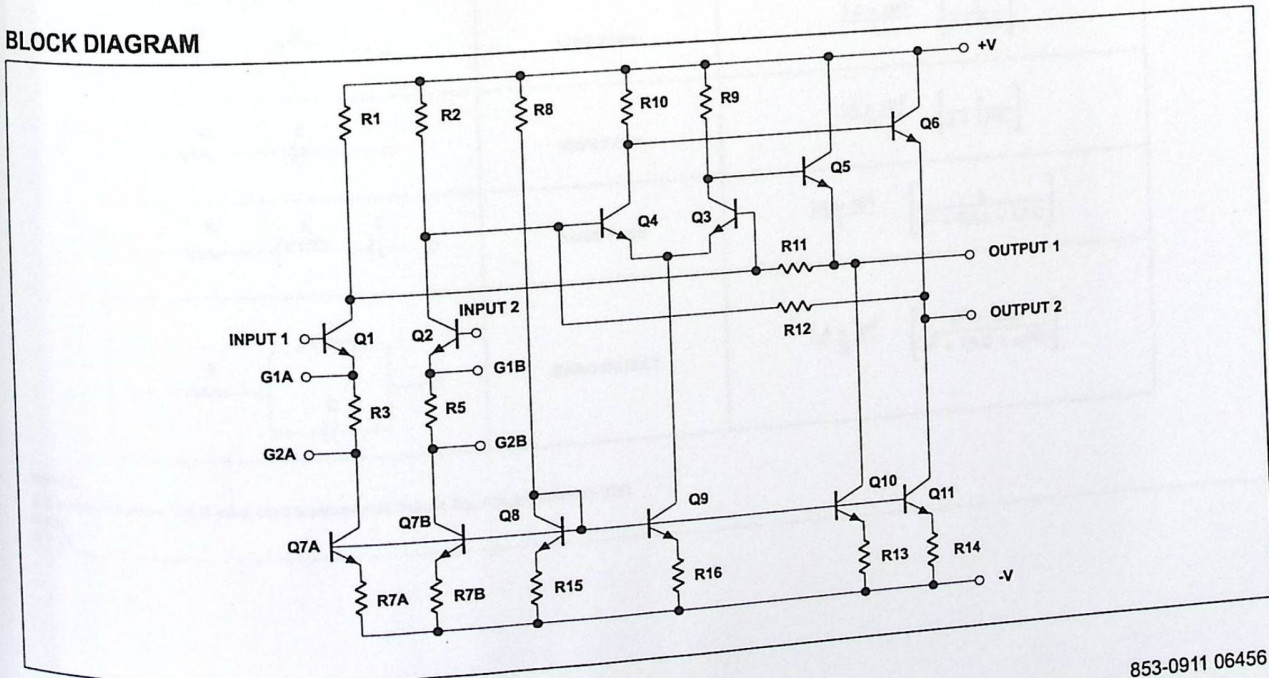 BLOCK DIAGRAM
+V
R1
R2
R8
R10
R9
Q6
Q5
Q4
Q3
R11
OUTPUT 1
INPUT 2
R12
OUTPUT 2
INPUT 1
Q1
Q2
G1A
G1B
R3
R5
G2A
G2B
Q7A
Q7B
Q8
Q9
Q10
Q11
R7A
R7B
R15
R16
R13
R14
-V
853-0911 06456